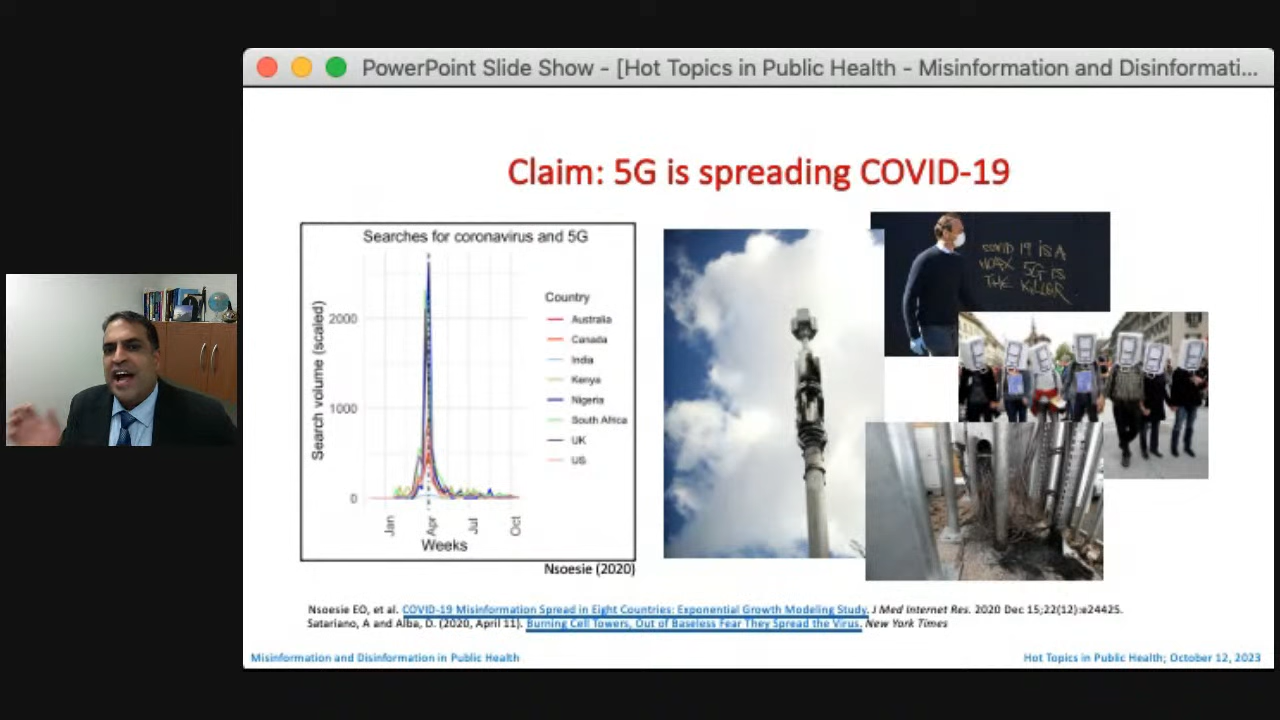 PowerPoint Slide Show - [Hot Topics in Public Health - Misinformation and Disinformati...
Claim: 5G is spreading COVID-19
Searches for coronavirus and 5G
Search volume (scaled)
2000
1000
0
Jan
Apr
Jul
Oct
Weeks
Country
Australia
Canada
India
Kenya
Nigeria
South Africa
UK
US
Nsoesie (2020)
COVID 19 IS A
HOAX 5G IS
THE KILLER
Nsoesie EO, et al. COVID-19 Misinformation Spread in Eight Countries: Exponential Growth Modeling Study. J Med Internet Res. 2020 Dec 15;22(12):e24425.
Satariano, A and Alba, D. (2020, April 11). Burning Cell Towers, Out of Baseless Fear They Spread the Virus. New York Times
Misinformation and Disinformation in Public Health
Hot Topics in Public Health; October 12, 2023